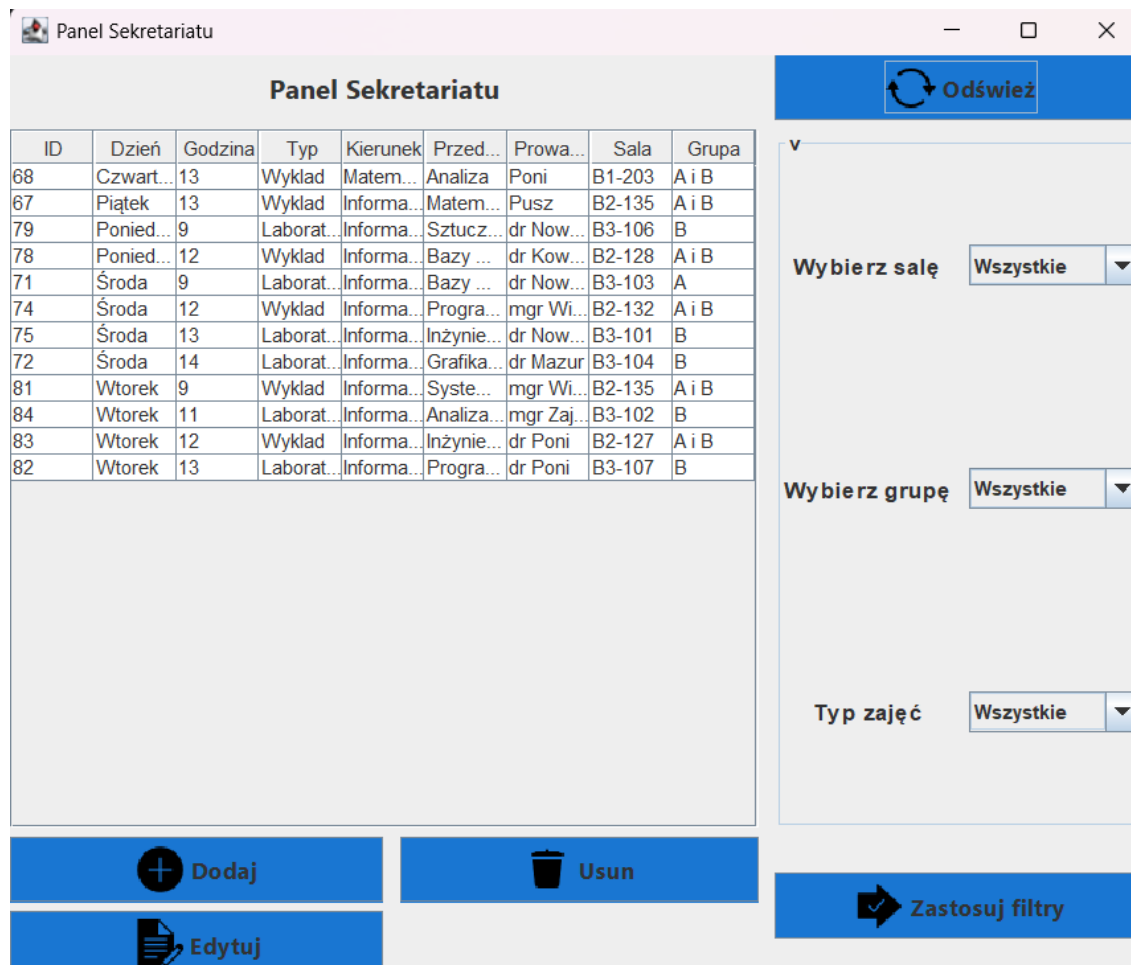 Panel Sekretariatu
Panel Sekretariatu
Odśwież
ID Dzień Godzina Typ Kierunek Przed... Prowa... Sala Grupa
68 Czwart... 13 Wyklad Matem... Analiza Poni B1-203 A i B
67 Piątek 13 Wyklad Informa... Matem... Pusz B2-135 A i B
79 Ponied... 9 Laborat... Informa... Sztucz... dr Now... B3-106 B
78 Ponied... 12 Wyklad Informa... Bazy ... dr Kow... B2-128 A i B
71 Środa 9 Laborat... Informa... Bazy ... dr Now... B3-103 A
74 Środa 12 Wyklad Informa... Progra... mgr Wi... B2-132 A i B
75 Środa 13 Laborat... Informa... Inżynie... dr Now... B3-101 B
72 Środa 14 Laborat... Informa... Grafika... dr Mazur B3-104 B
81 Wtorek 9 Wyklad Informa... Syste... mgr Wi... B2-135 A i B
84 Wtorek 11 Laborat... Informa... Analiza... mgr Zaj... B3-102 B
83 Wtorek 12 Wyklad Informa... Inżynie... dr Poni B2-127 A i B
82 Wtorek 13 Laborat... Informa... Progra... dr Poni B3-107 B
v
Wybierz salę Wszystkie
Wybierz grupę Wszystkie
Typ zajęć Wszystkie
Dodaj
Usun
Edytuj
Zastosuj filtry